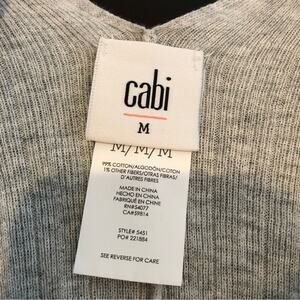 cabi
M
M/M/M
99% COTTON/ALGODÓN/COTON
1% OTHER FIBERS/OTRAS FIBRAS/
D'AUTRES FIBRES
MADE IN CHINA
HECHO EN CHINA
FABRIQUÉ EN CHINE
RN#54077
CA#59814
STYLE# 5451
PO# 221884
SEE REVERSE FOR CARE